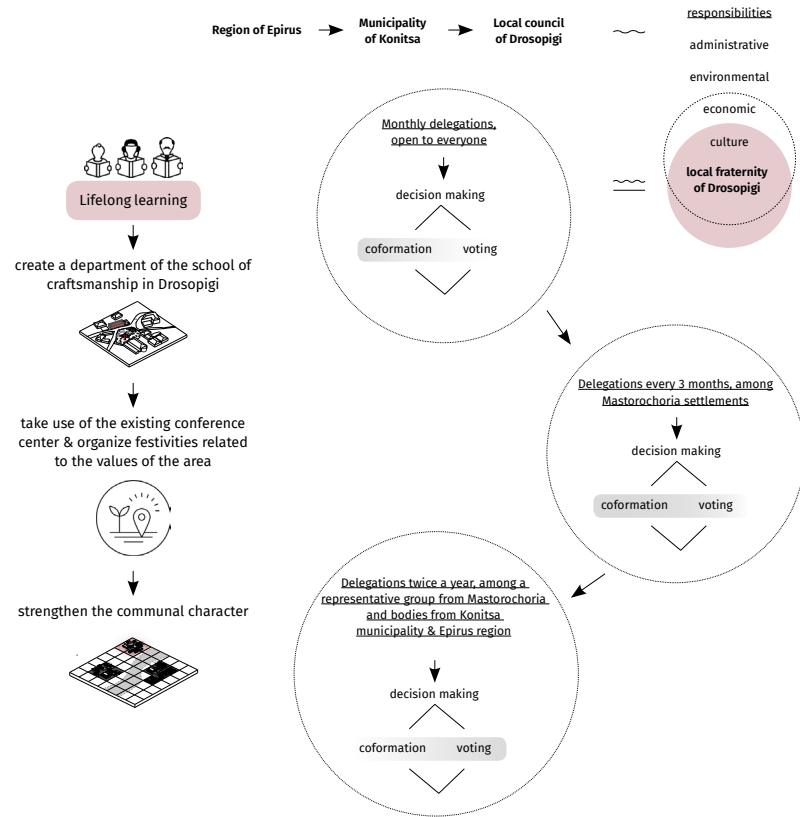 Region of Epirus
Municipality
of Konitsa
Local council
of Drosopigi
responsibilities
administrative
environmental
economic
culture
local fraternity
of Drosopigi
Lifelong learning
create a department of the school of
craftsmanship in Drosopigi
take use of the existing conference
center & organize festivities related
to the values of the area
strengthen the communal character
Monthly delegations,
open to everyone
decision making
coformation voting
Delegations every 3 months, among
Mastorochoria settlements
decision making
coformation voting
Delegations twice a year, among a
representative group from Mastorochoria
and bodies from Konitsa
municipality & Epirus region
decision making
coformation voting